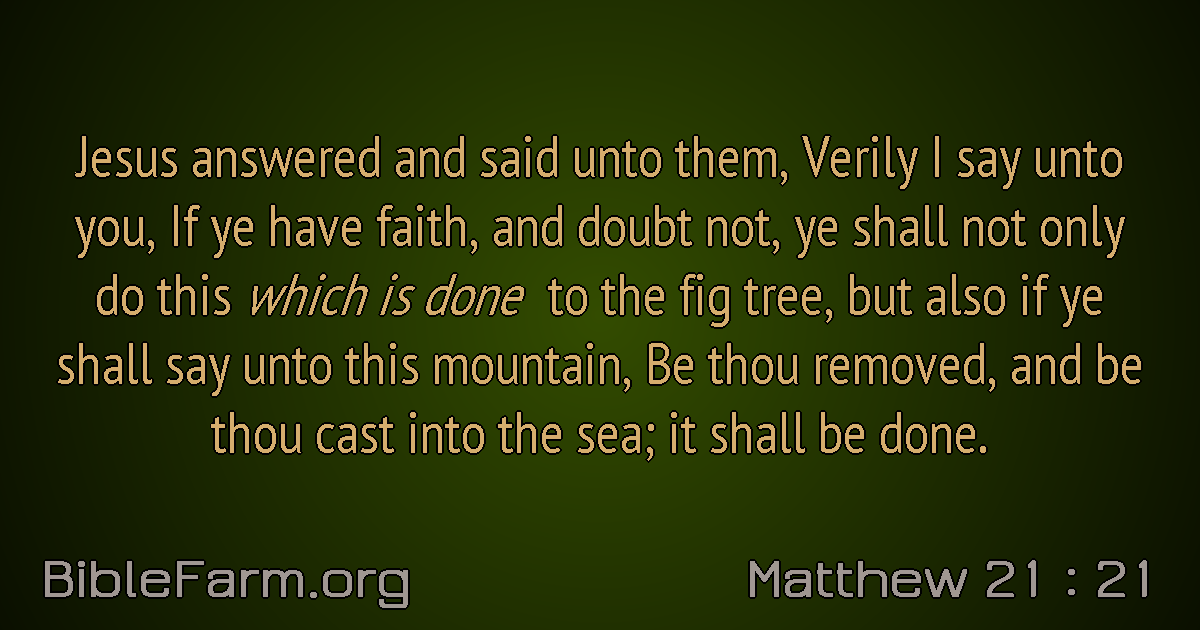 Jesus answered and said unto them, Verily I say unto
you, If ye have faith, and doubt not, ye shall not only
do this which is done to the fig tree, but also if ye
shall say unto this mountain, Be thou removed, and be
thou cast into the sea; it shall be done.
BibleFarm.org
Matthew 21 : 21